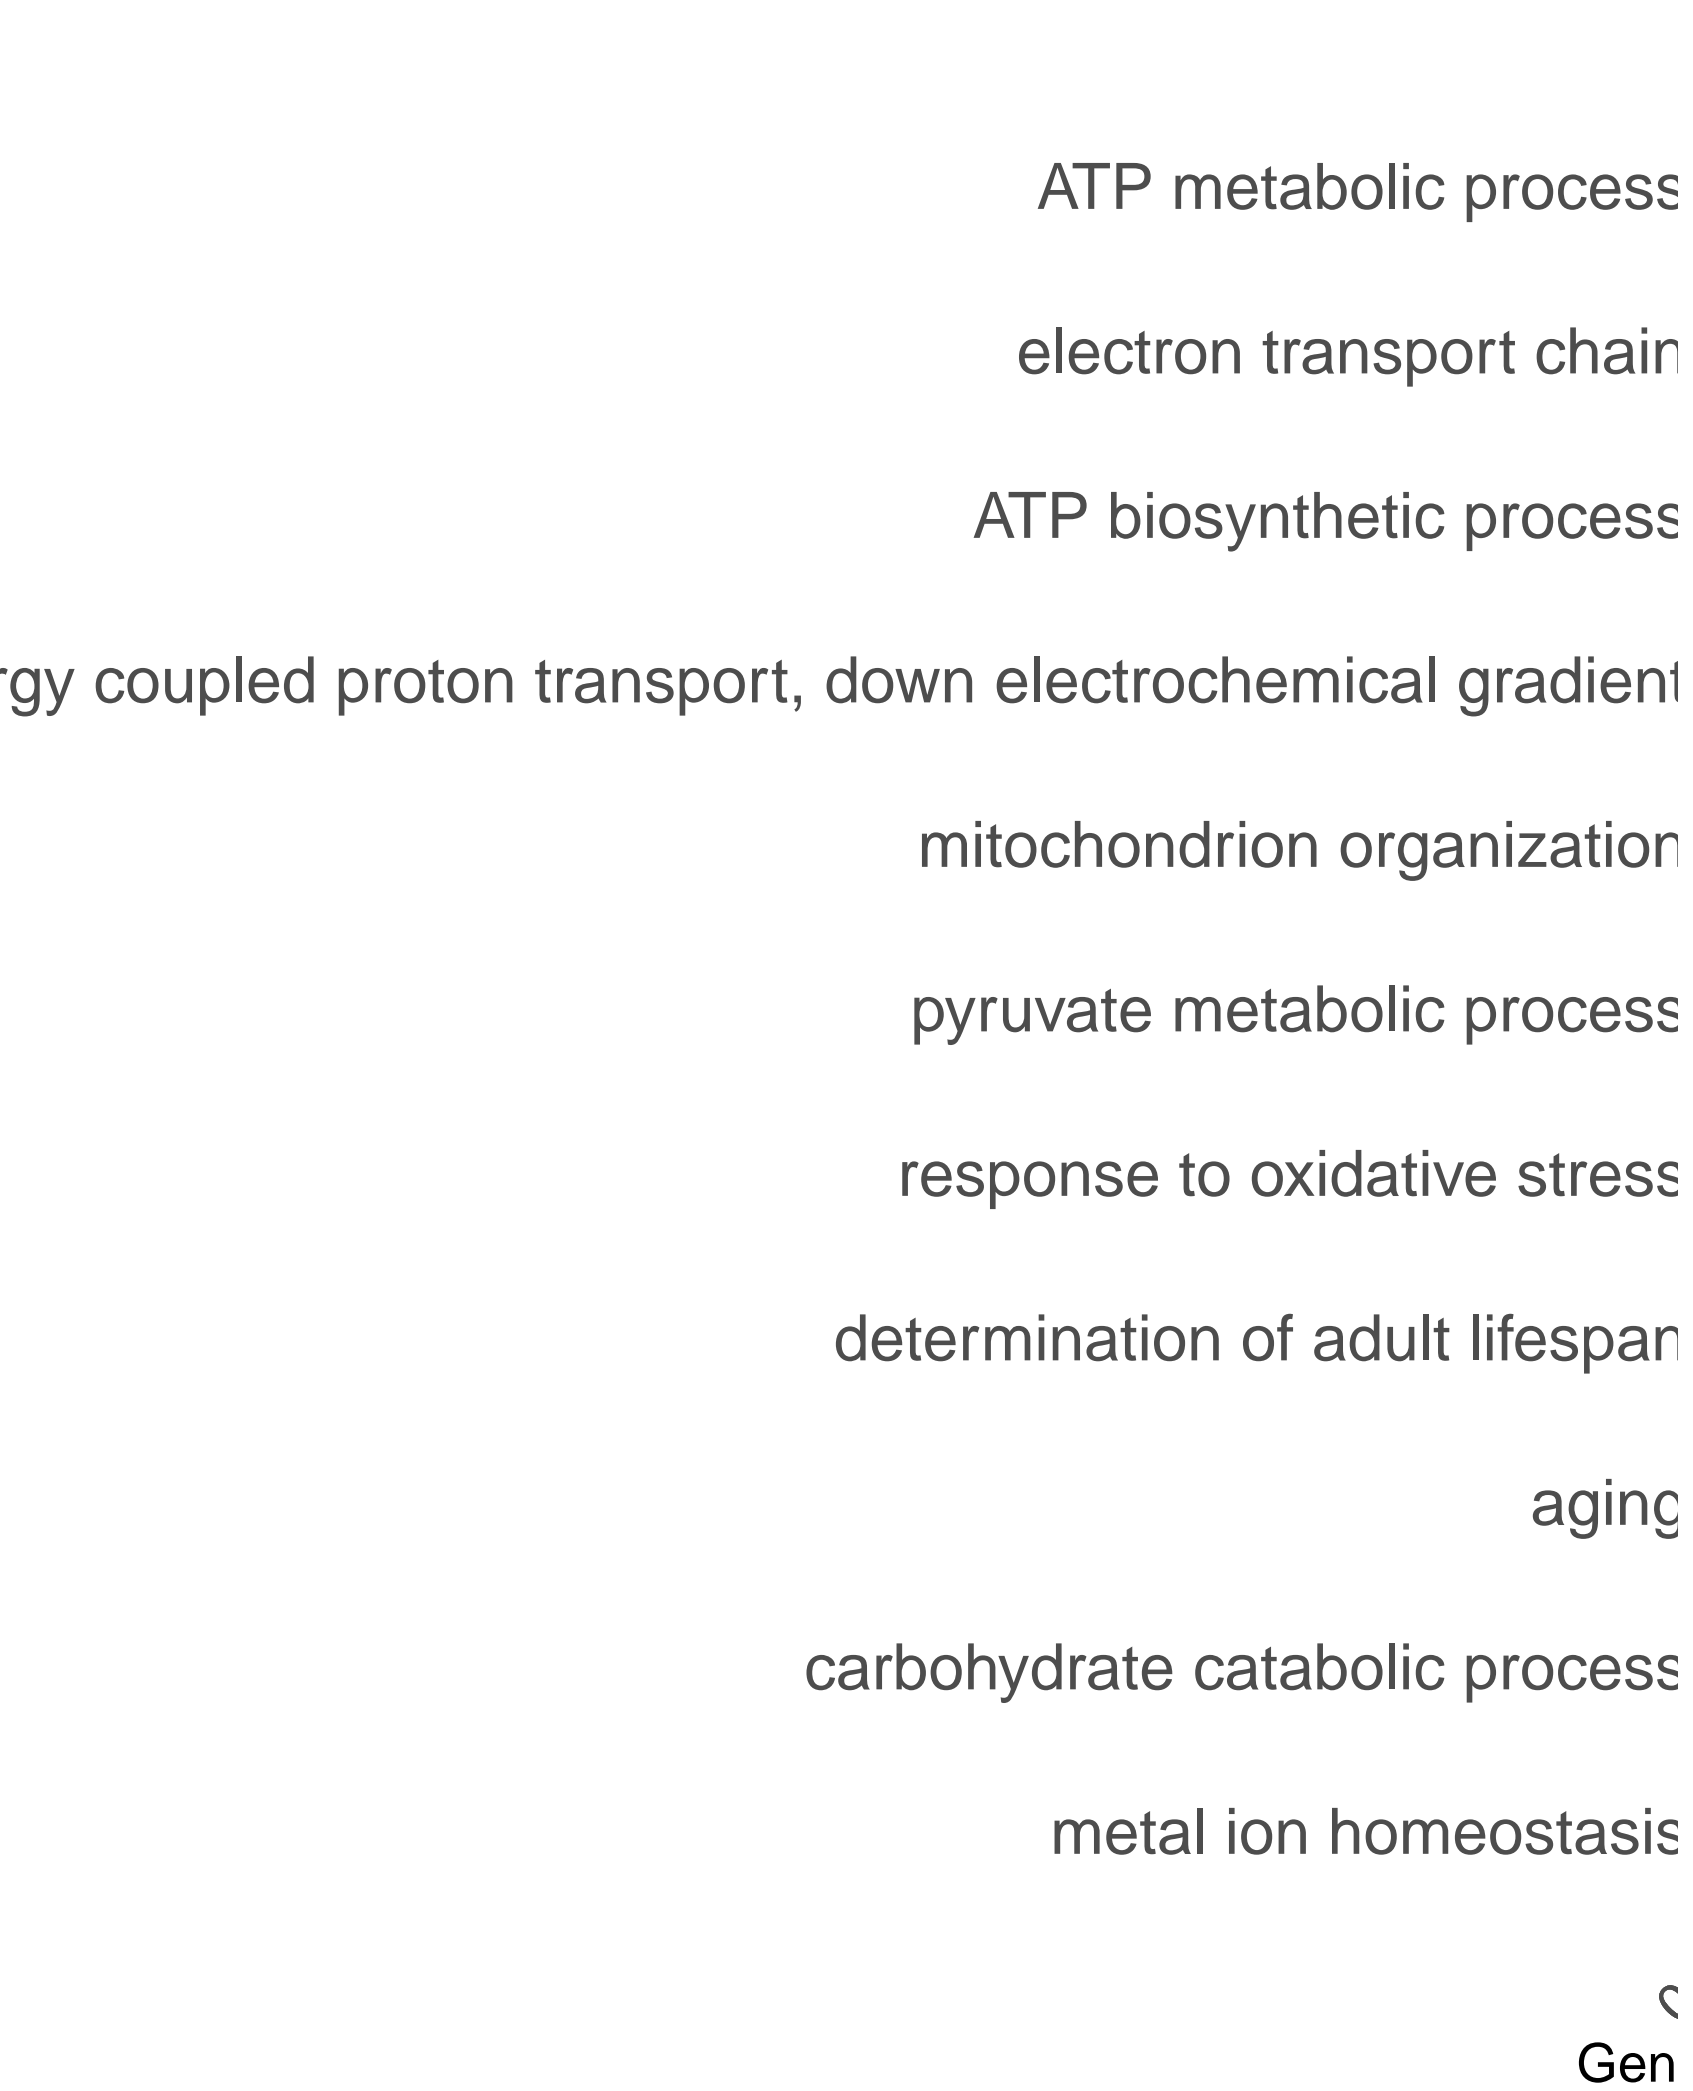 ATP metabolic process
electron transport chain
ATP biosynthetic process
rgy coupled proton transport, down electrochemical gradient
mitochondrion organization
pyruvate metabolic process
response to oxidative stress
determination of adult lifespan
aging
carbohydrate catabolic process
metal ion homeostasis
Gen